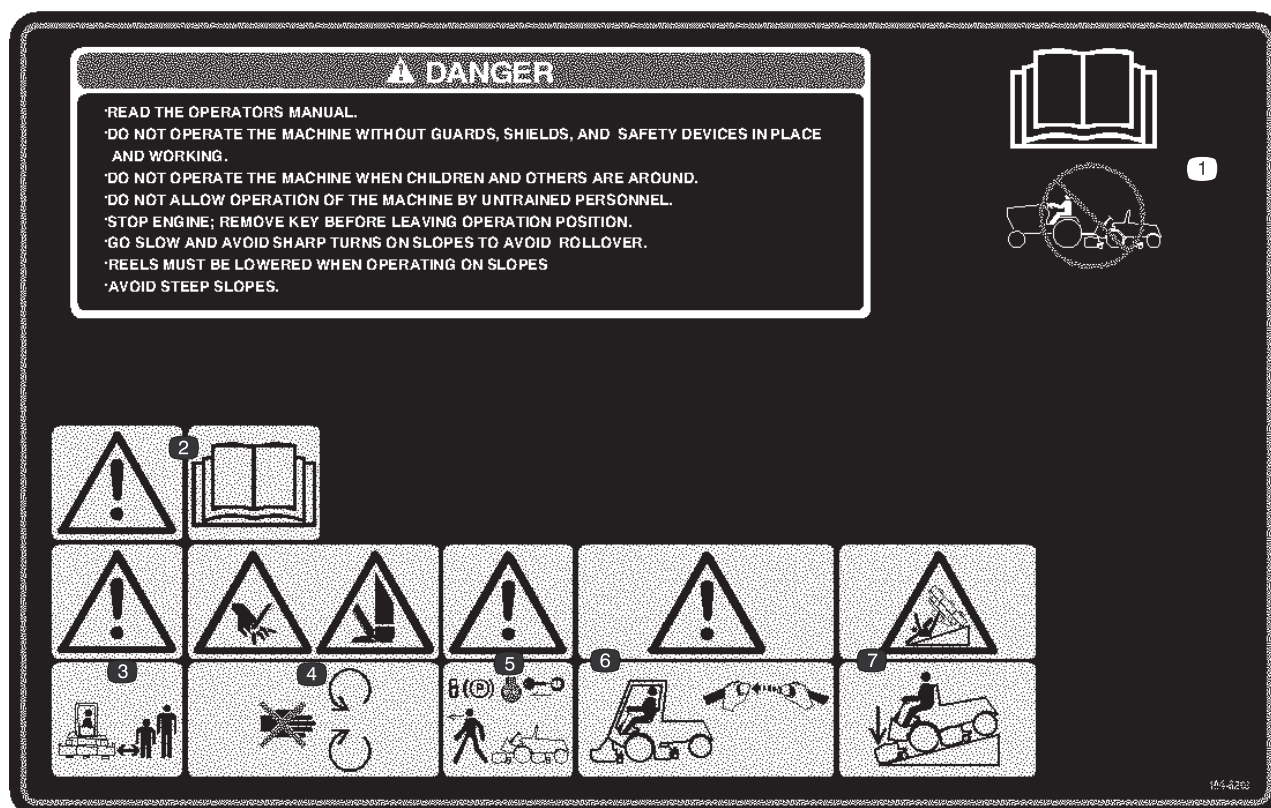 ⚠ DANGER
·READ THE OPERATORS MANUAL.
·DO NOT OPERATE THE MACHINE WITHOUT GUARDS, SHIELDS, AND SAFETY DEVICES IN PLACE
AND WORKING.
·DO NOT OPERATE THE MACHINE WHEN CHILDREN AND OTHERS ARE AROUND.
·DO NOT ALLOW OPERATION OF THE MACHINE BY UNTRAINED PERSONNEL.
·STOP ENGINE; REMOVE KEY BEFORE LEAVING OPERATION POSITION.
·GO SLOW AND AVOID SHARP TURNS ON SLOPES TO AVOID ROLLOVER.
·REELS MUST BE LOWERED WHEN OPERATING ON SLOPES
·AVOID STEEP SLOPES.
1
2
3
4
5
6
7
(P)